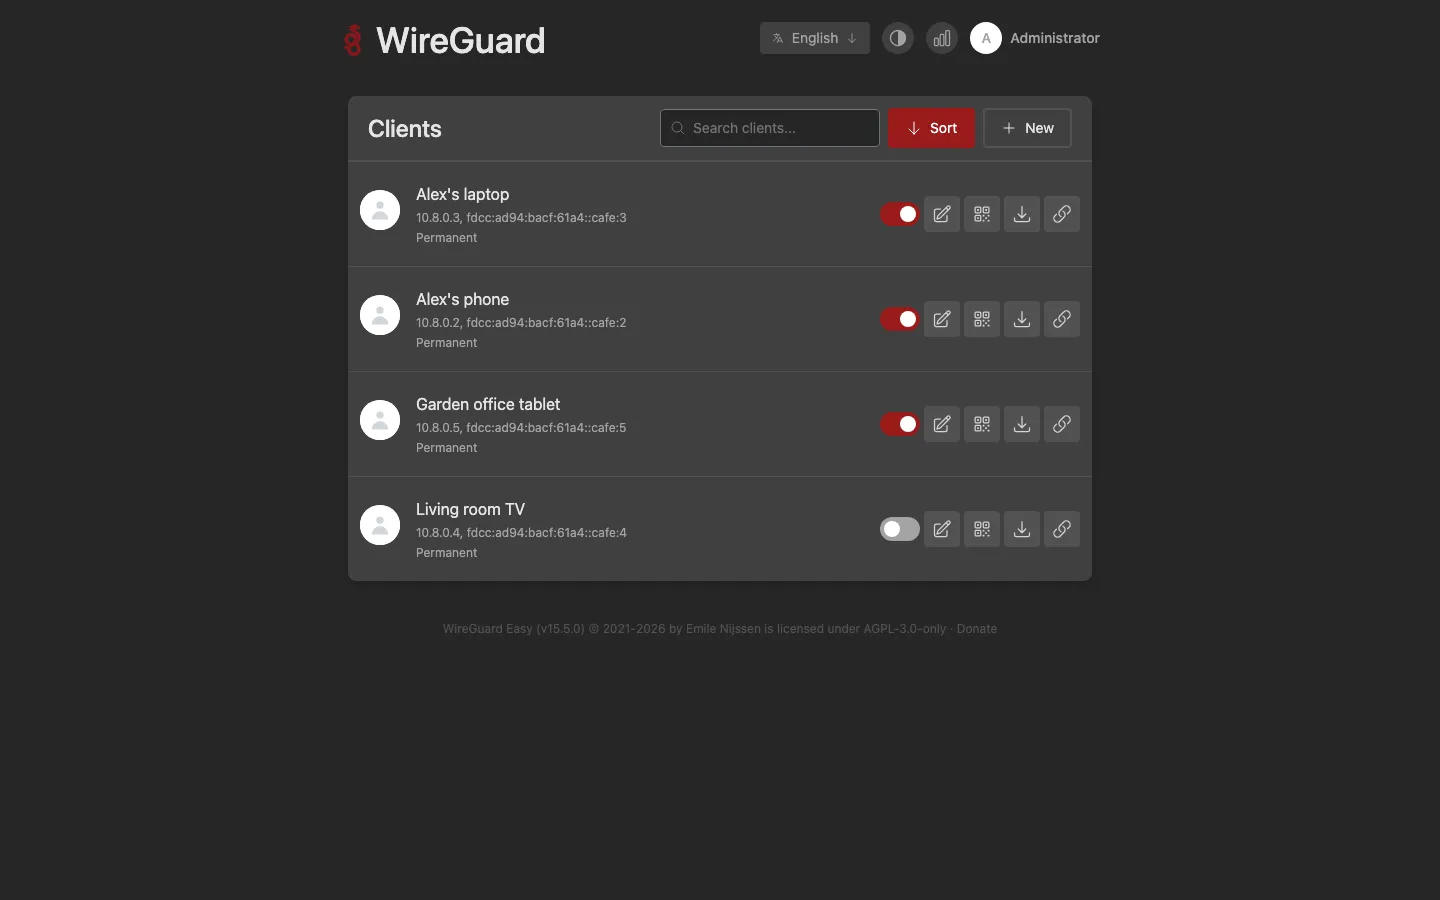 WireGuard
English
A
Administrator
Clients
Search clients...
Sort
New
Alex's laptop
10.8.0.3, fdcc:ad94:bacf:61a4::cafe:3
Permanent
Alex's phone
10.8.0.2, fdcc:ad94:bacf:61a4::cafe:2
Permanent
Garden office tablet
10.8.0.5, fdcc:ad94:bacf:61a4::cafe:5
Permanent
Living room TV
10.8.0.4, fdcc:ad94:bacf:61a4::cafe:4
Permanent
WireGuard Easy (v15.5.0) © 2021-2026 by Emile Nijssen is licensed under AGPL-3.0-only · Donate